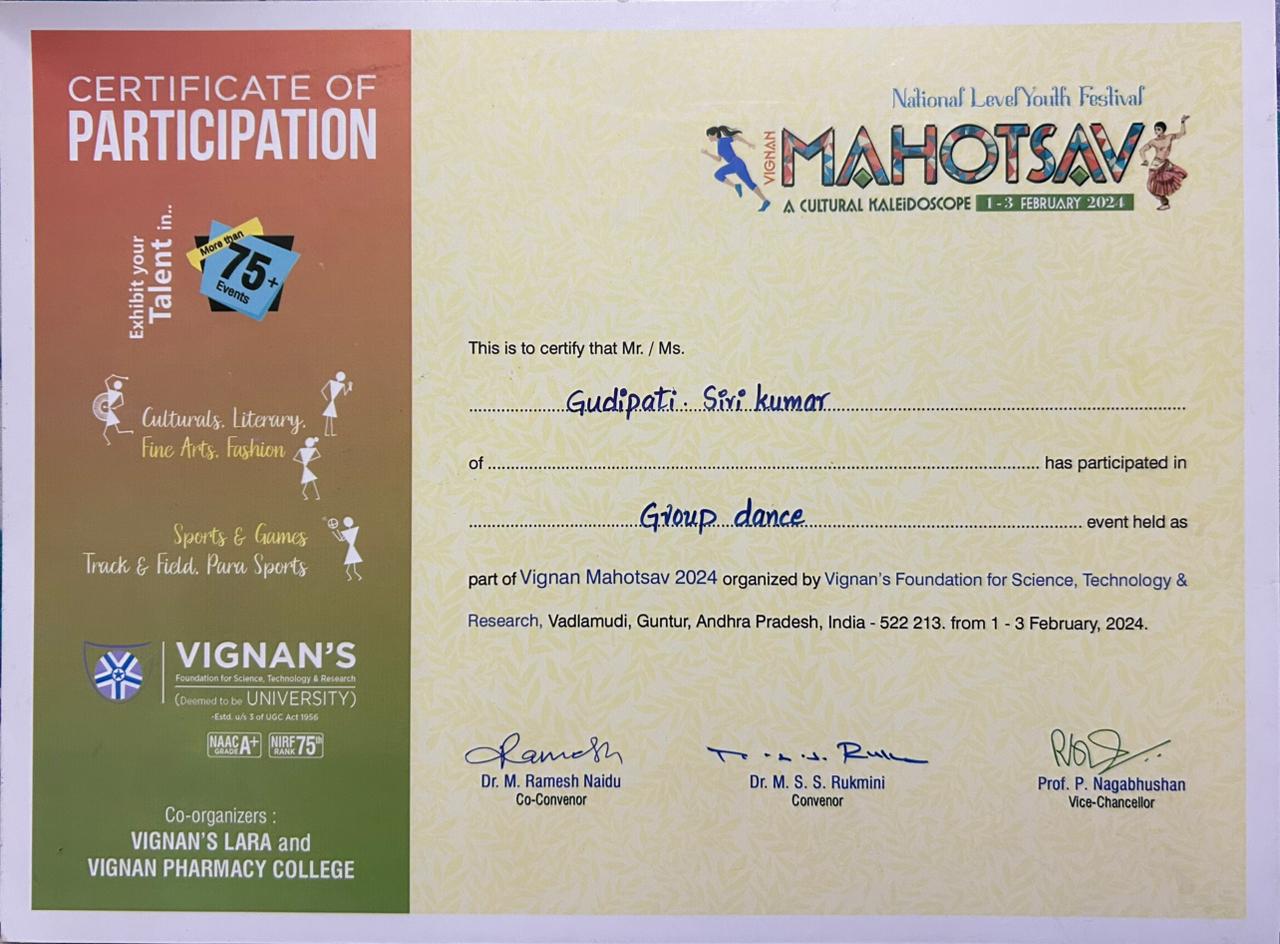 CERTIFICATE OF
PARTICIPATION
Exhibit your
Talent in..
More than
75+
Events
Culturals, Literary,
Fine Arts, Fashion
Sports & Games
Track & Field, Para Sports
VIGNAN'S
Foundation for Science, Technology & Research
(Deemed to be UNIVERSITY)
-Estd. u/s 3 of UGC Act 1956
NAAC GRADE A+ NIRF RANK 75th
Co-organizers :
VIGNAN'S LARA and
VIGNAN PHARMACY COLLEGE
National Level Youth Festival
VIGNAN
MAHOTSAV
A CULTURAL KALEIDOSCOPE 1-3 FEBRUARY 2024
This is to certify that Mr. / Ms.
Gudipati. Siri kumar
of ........ has participated in
Group dance
event held as
part of Vignan Mahotsav 2024 organized by Vignan's Foundation for Science, Technology &
Research, Vadlamudi, Guntur, Andhra Pradesh, India - 522 213. from 1 - 3 February, 2024.
Ramesh
Dr. M. Ramesh Naidu
Co-Convenor
Dr. M. S. S. Rukmini
Convenor
Prof. P. Nagabhushan
Vice-Chancellor